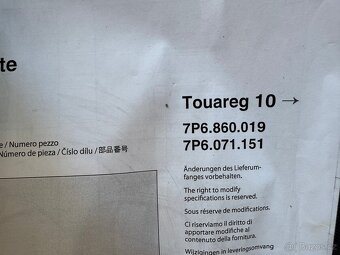 te
Touareg 10 →
7P6.860.019
7P6.071.151
e / Numero pezzo
Número de pieza / Číslo dílu / 部品番号
Änderungen des Lieferum-
fanges vorbehalten.
The right to modify
specifications is reserved.
Sous réserve de modifications.
Ci riserviamo il diritto di
apportare modifiche al
contenuto della fornitura.
Wijzigingen in leveringsomvang